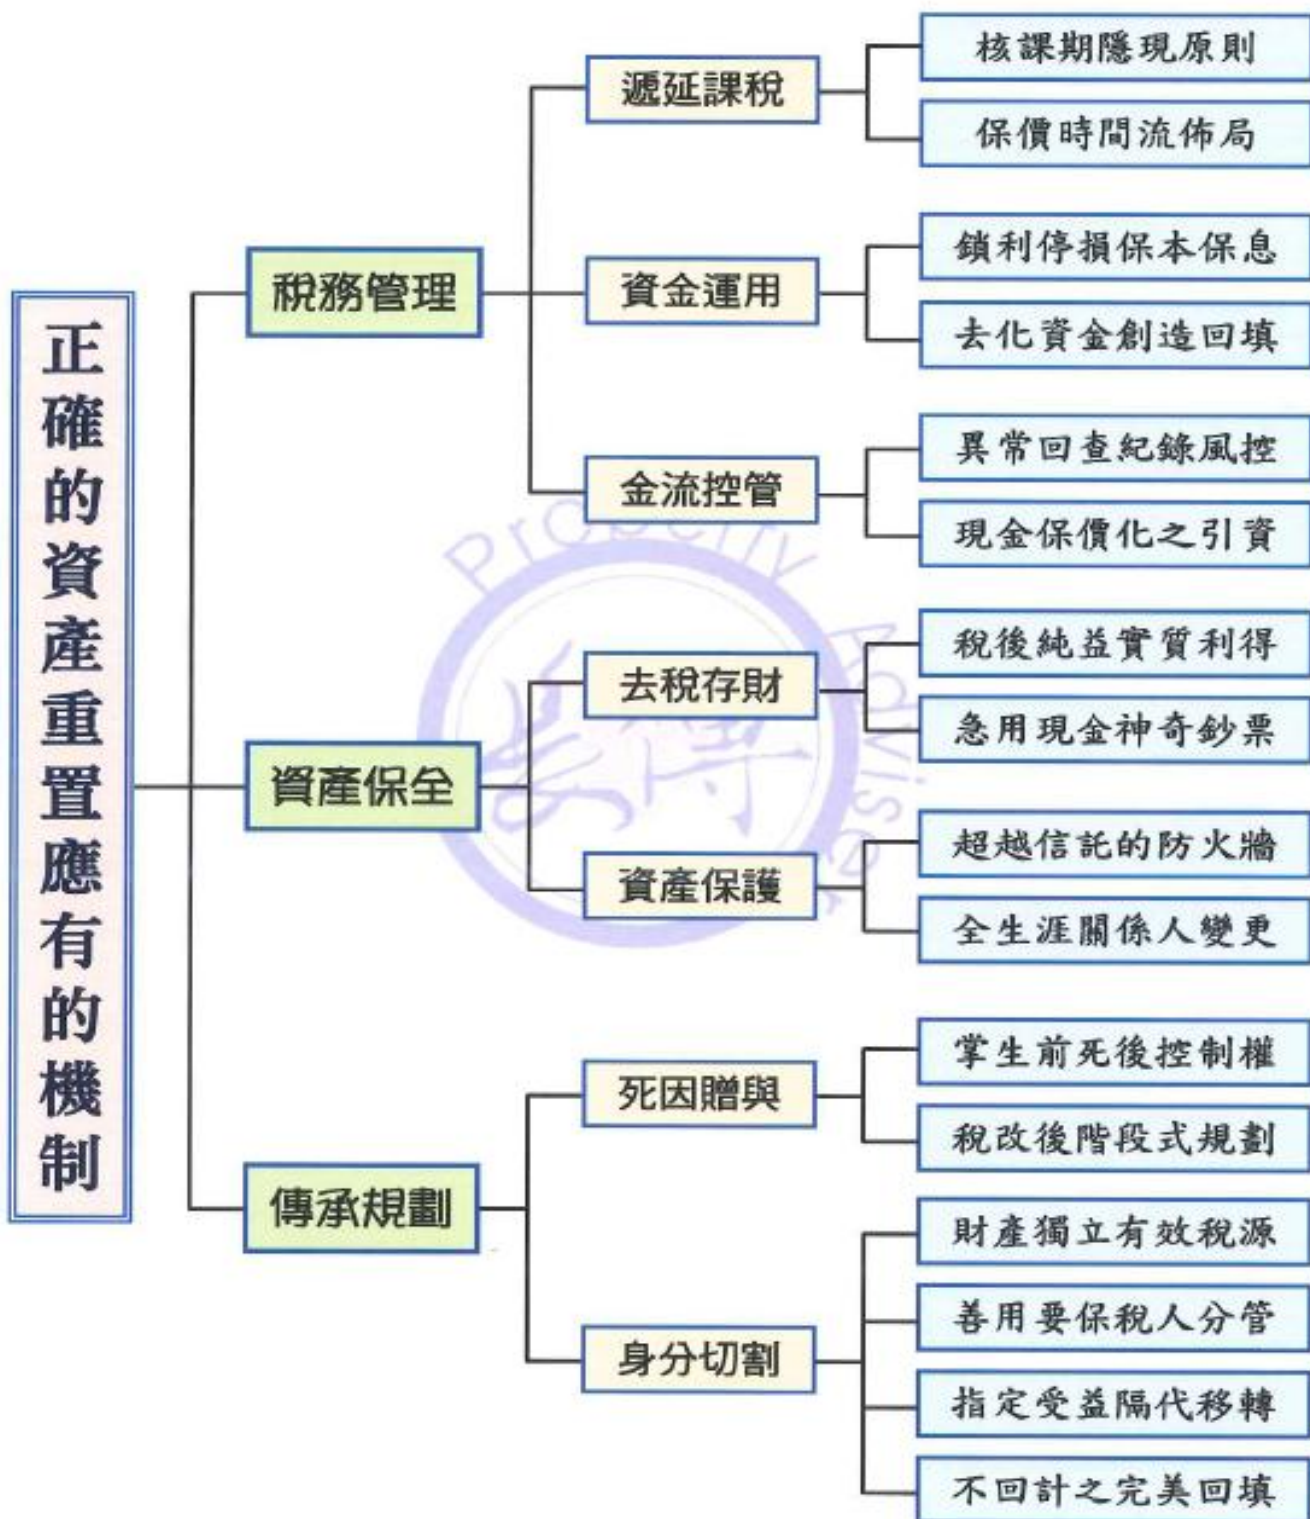 正確的資產重置應有的機制
稅務管理
遞延課稅
核課期隱現原則
保價時間流佈局
資金運用
鎖利停損保本保息
去化資金創造回填
金流控管
異常回查紀錄風控
現金保價化之引資
資產保全
去稅存財
稅後純益實質利得
急用現金神奇鈔票
資產保護
超越信託的防火牆
全生涯關係人變更
傳承規劃
死因贈與
掌生前死後控制權
稅改後階段式規劃
身分切割
財產獨立有效稅源
善用要保稅人分管
指定受益隔代移轉
不回計之完美回填
Property Adviser